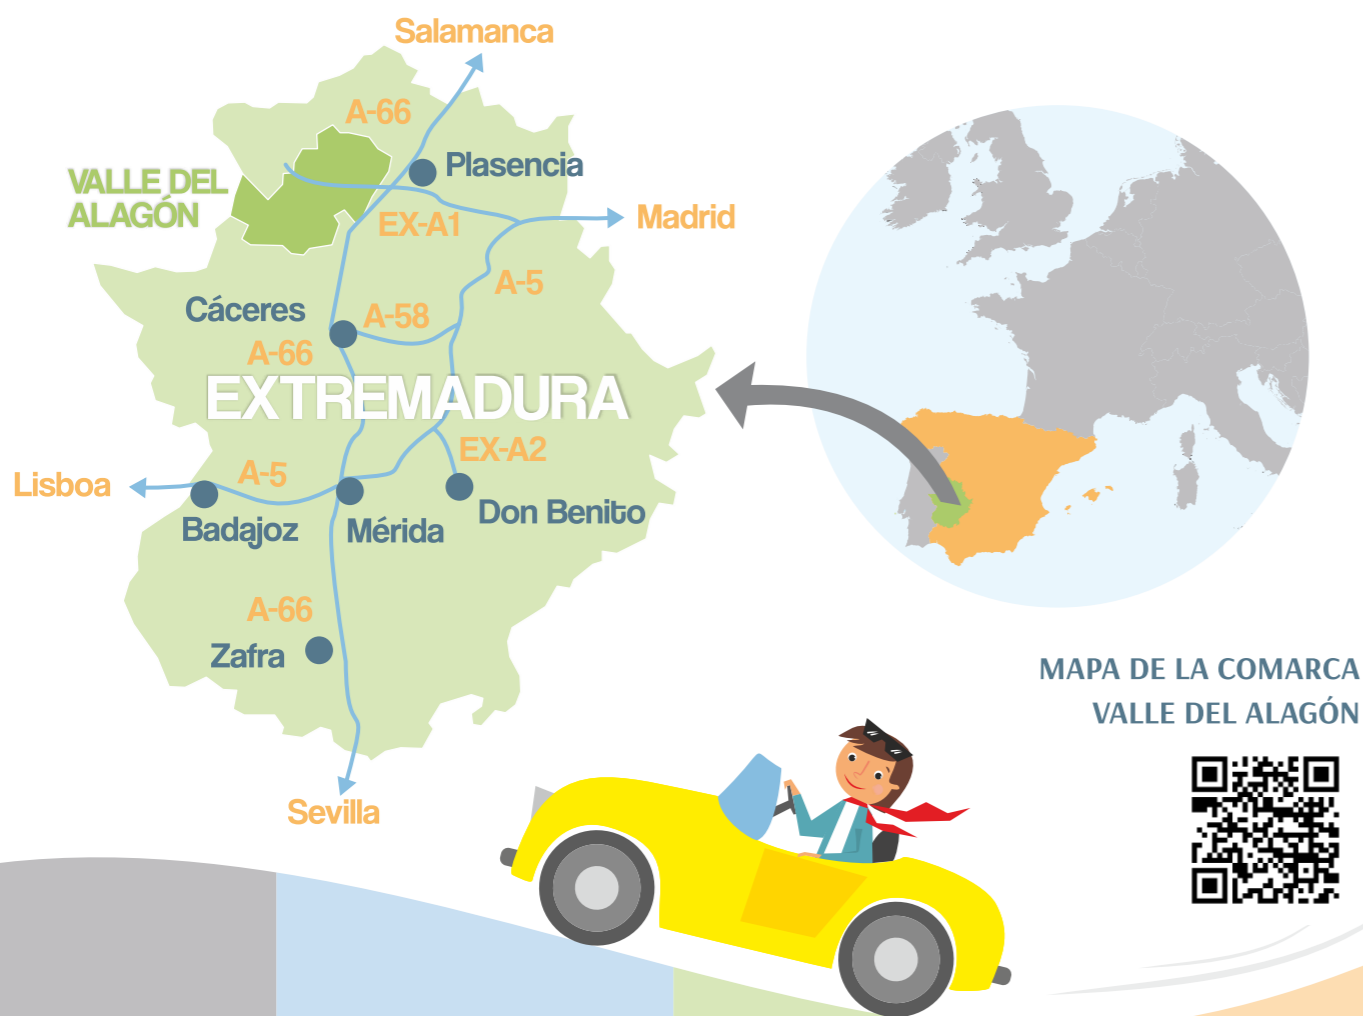 Salamanca
A-66
Plasencia
VALLE DEL
ALAGÓN
EX-A1
Madrid
A-5
Cáceres
A-58
A-66
EXTREMADURA
EX-A2
Lisboa
A-5
Badajoz
Mérida
Don Benito
A-66
Zafra
Sevilla
MAPA DE LA COMARCA
VALLE DEL ALAGÓN